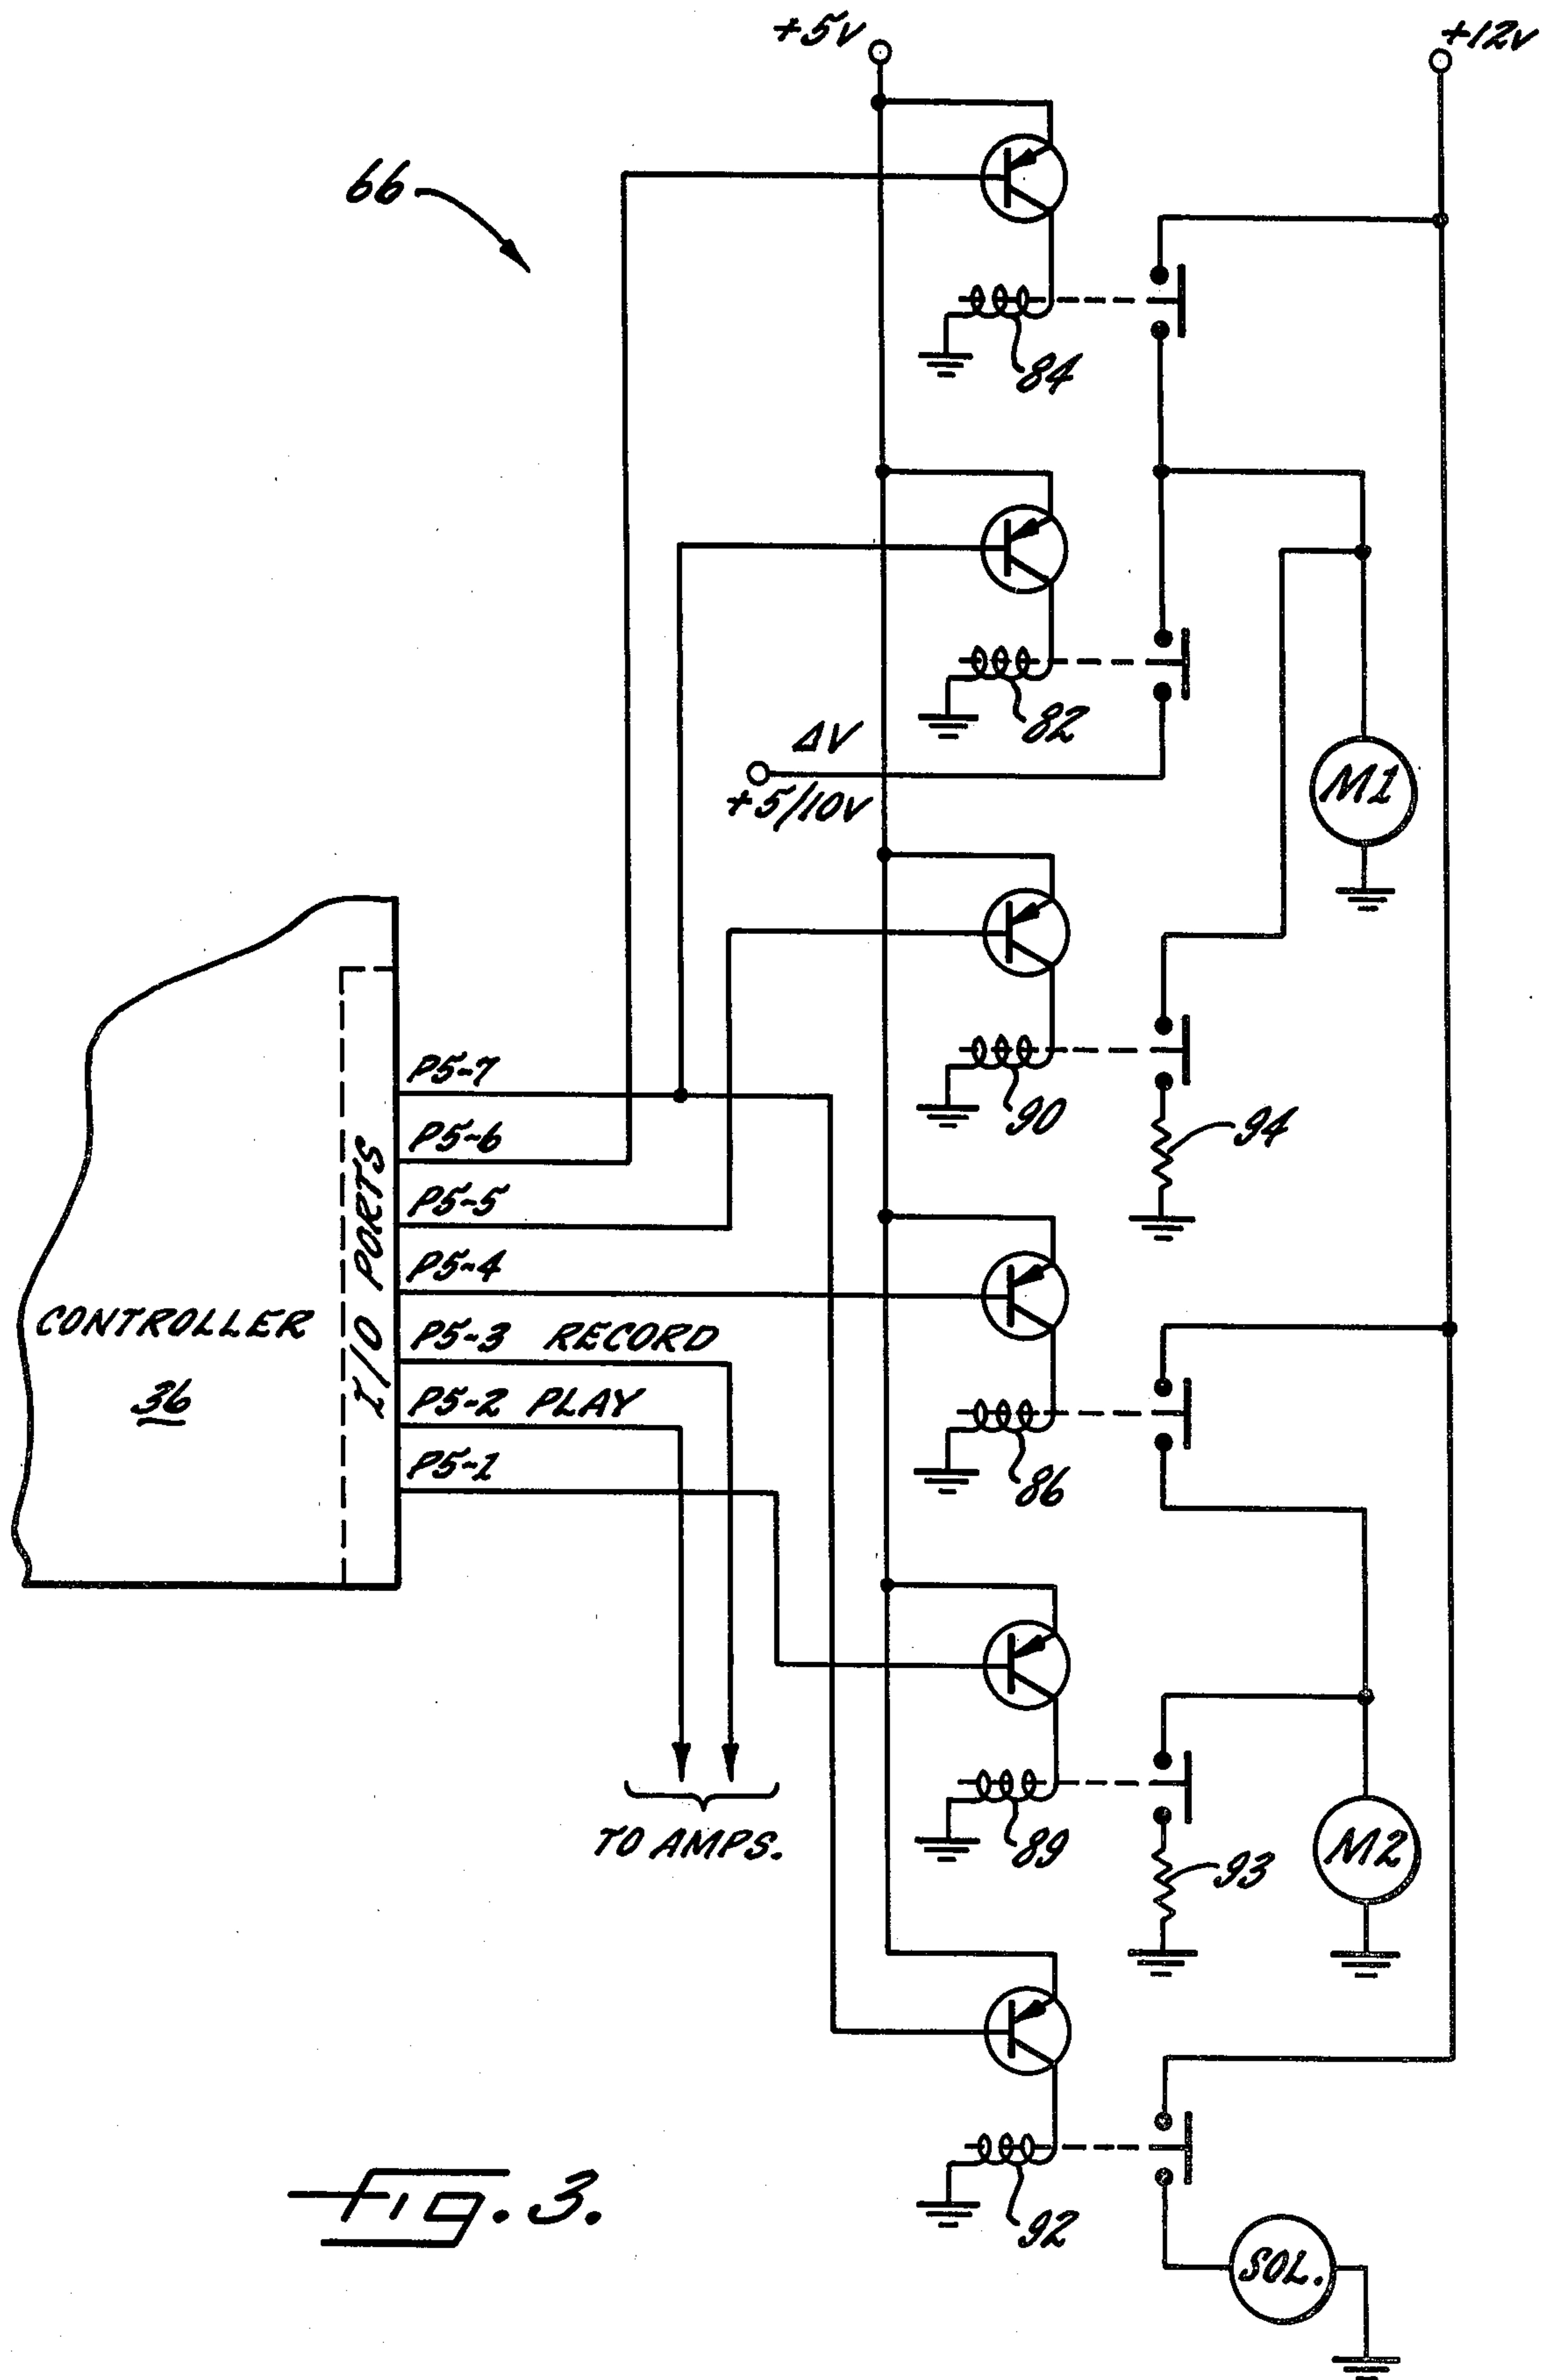 +5V
+12V
66
84
82
ΔV
+5/10V
M1
90
94
P5-7
P5-6
P5-5
P5-4
P5-3 RECORD
P5-2 PLAY
P5-1
I/O PORTS
CONTROLLER
36
86
TO AMPS.
89
93
M2
92
SOL.
Fig. 3.